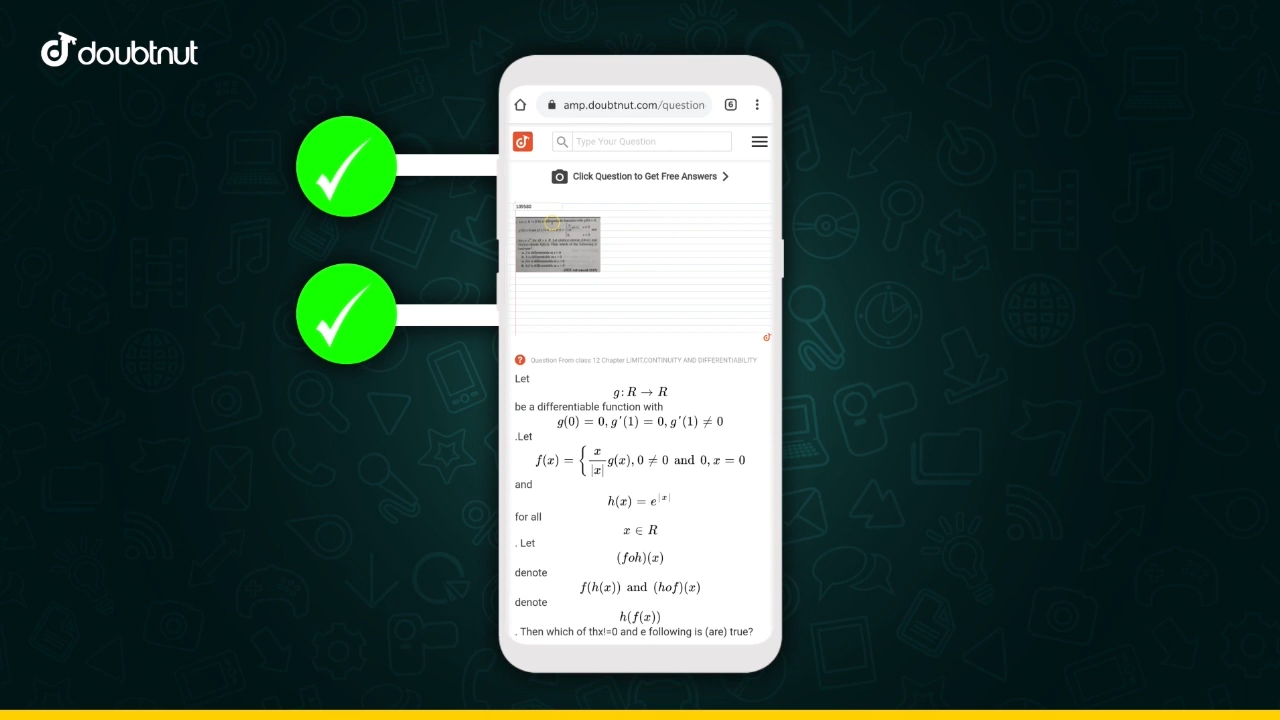 doubtnut
amp.doubtnut.com/question
6
Type Your Question
Click Question to Get Free Answers
Question From class 12 Chapter LIMIT,CONTINUITY AND DIFFERENTIABILITY
Let
g: R → R
be a differentiable function with
g(0) = 0, g'(1) = 0, g'(1) ≠ 0
.Let
f(x) = { x/|x| g(x), 0 ≠ 0 and 0, x = 0
and
h(x) = e^|x|
for all
x ∈ R
. Let
(foh)(x)
denote
f(h(x)) and (hof)(x)
denote
h(f(x))
. Then which of thx!=0 and e following is (are) true?